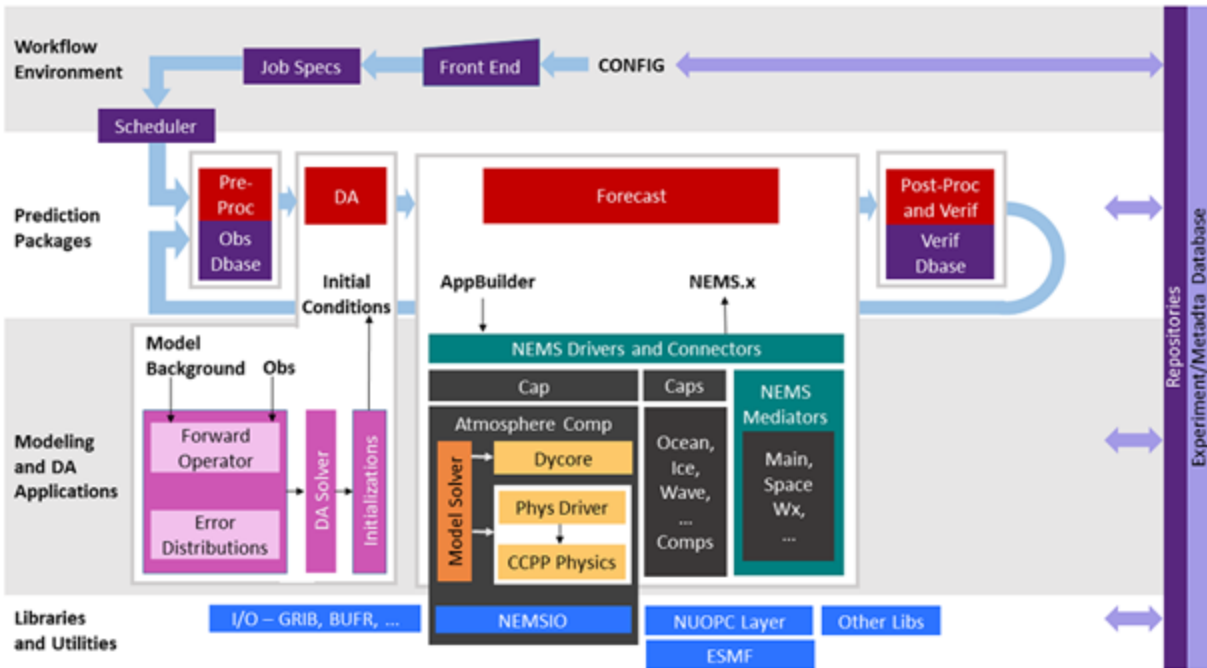 Workflow
Environment
Job Specs
Front End
CONFIG
Scheduler
Prediction
Packages
Pre-
Proc
Obs
Dbase
DA
Forecast
Post-Proc
and Verif
Verif
Dbase
Initial
Conditions
AppBuilder
NEMS.x
Modeling
and DA
Applications
Model
Background
Obs
Forward
Operator
Error
Distributions
DA Solver
Initializations
NEMS Drivers and Connectors
Cap
Caps
NEMS
Mediators
Atmosphere Comp
Model Solver
Dycore
Phys Driver
CCPP Physics
Ocean,
Ice,
Wave,
...
Comps
Main,
Space
Wx,
...
Libraries
and Utilities
I/O – GRIB, BUFR, ...
NEMSIO
NUOPC Layer
ESMF
Other Libs
Repositories
Experiment/Metadta Database